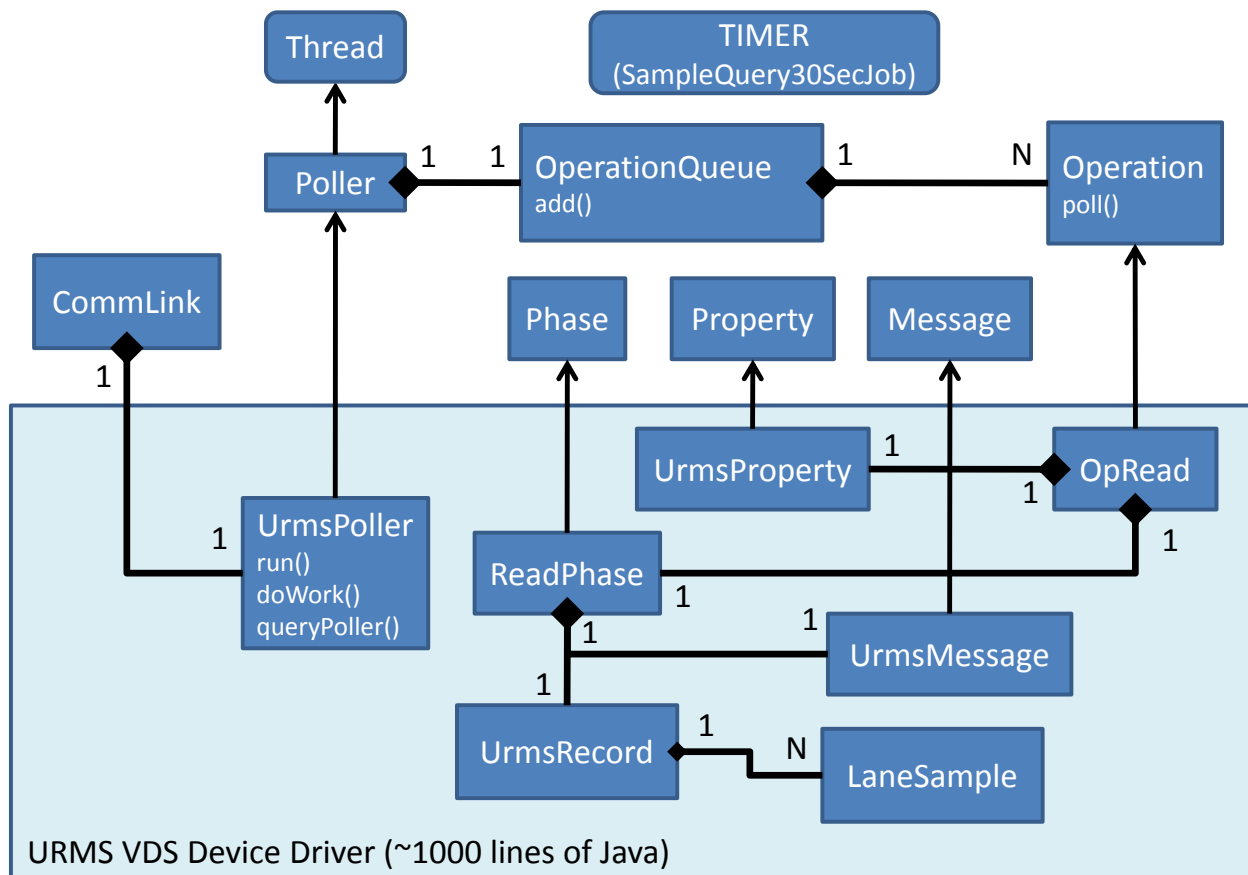 Thread
TIMER
(SampleQuery30SecJob)
Poller
1
1
OperationQueue
add()
1
N
Operation
poll()
CommLink
1
Phase
Property
Message
UrmsProperty
1
1
OpRead
1
UrmsPoller
run()
doWork()
queryPoller()
1
ReadPhase
1
1
1
1
UrmsMessage
UrmsRecord
1
N
LaneSample
URMS VDS Device Driver (~1000 lines of Java)